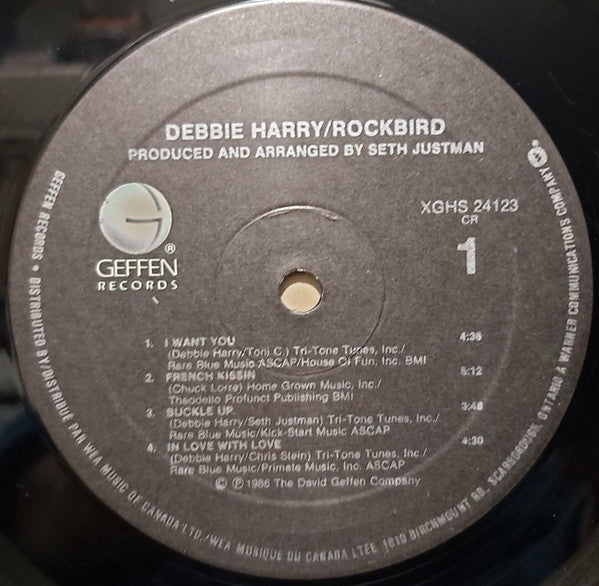 DEBBIE HARRY/ROCKBIRD
PRODUCED AND ARRANGED BY SETH JUSTMAN
G
®
GEFFEN
RECORDS
XGHS 24123
CR
1
1. I WANT YOU 4:36
(Debbie Harry/Toni C.) Tri-Tone Tunes, Inc./
Rare Blue Music ASCAP/House Of Fun, Inc. BMI
2. FRENCH KISSIN 5:12
(Chuck Lorre) Home Grown Music, Inc./
Theodello Profunct Publishing BMI
3. BUCKLE UP 3:48
(Debbie Harry/Seth Justman) Tri-Tone Tunes, Inc./
Rare Blue Music/Kick-Start Music ASCAP
4. IN LOVE WITH LOVE 4:30
(Debbie Harry/Chris Stein) Tri-Tone Tunes, Inc./
Rare Blue Music/Primate Music, Inc. ASCAP
© ℗ 1986 The David Geffen Company
GEFFEN RECORDS • DISTRIBUTED BY/DISTRIBUÉ PAR WEA MUSIC OF CANADA LTD./WEA MUSIQUE DU CANADA LTÉE, 1810 BIRCHMOUNT RD., SCARBOROUGH, ONTARIO A WARNER COMMUNICATIONS COMPANY